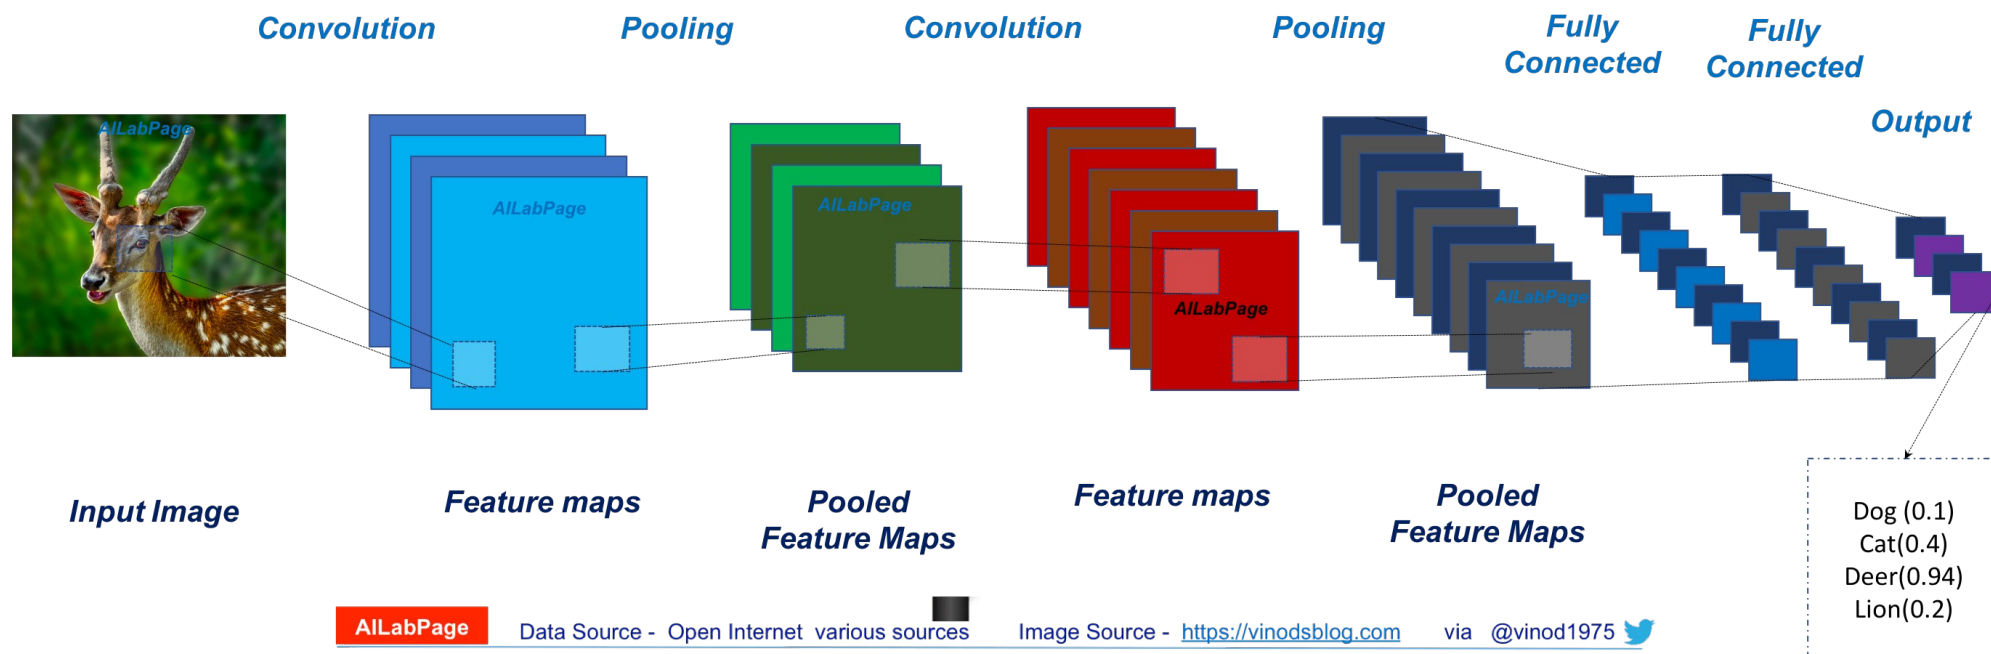 Convolution
Pooling
Convolution
Pooling
Fully
Connected
Fully
Connected
Output
AILabPage
AILabPage
AILabPage
AILabPage
AILabPage
Input Image
Feature maps
Pooled
Feature Maps
Feature maps
Pooled
Feature Maps
Dog (0.1)
Cat(0.4)
Deer(0.94)
Lion(0.2)
AILabPage
Data Source - Open Internet various sources
Image Source - https://vinodsblog.com via @vinod1975